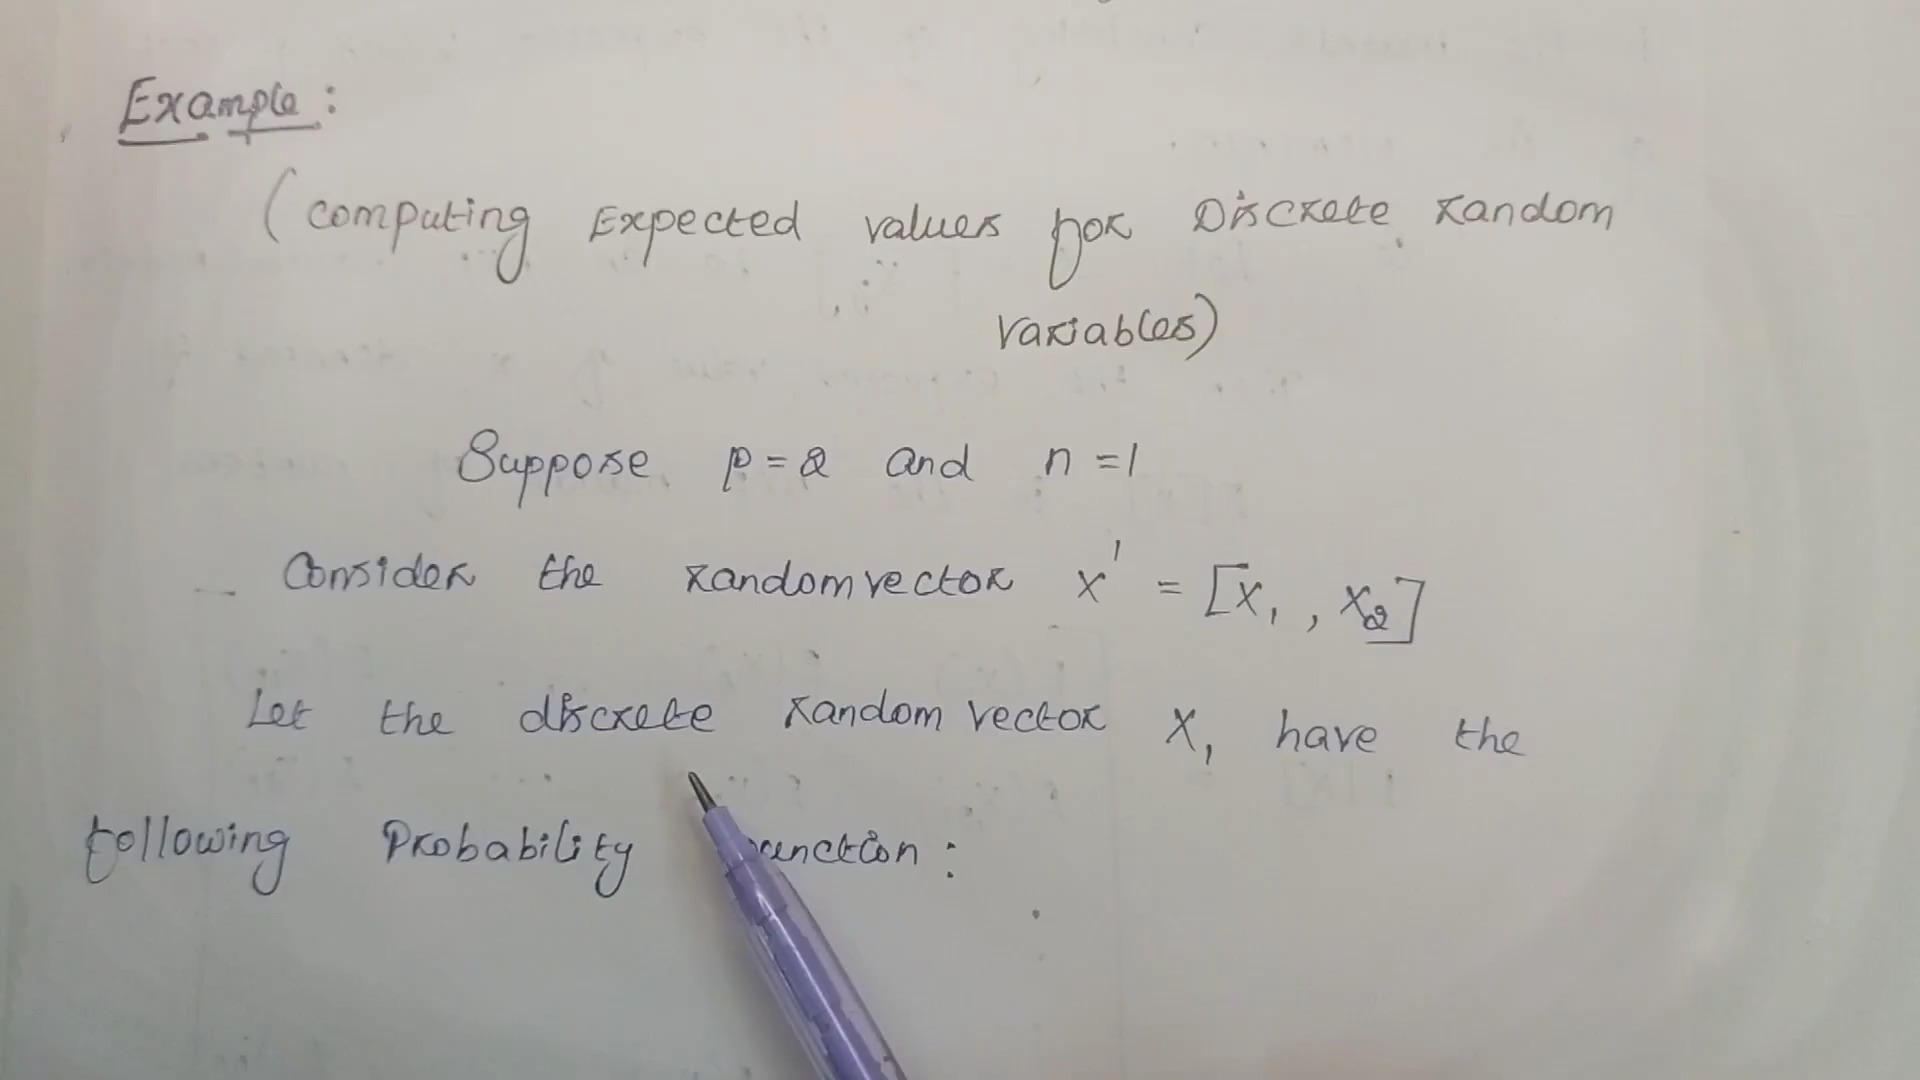 Example:
(Computing Expected values for Discrete random
variables)
Suppose p=2 and n=1
Consider the random vector X' = [X₁, X₂]
Let the discrete random vector X₁ have the
following Probability function: